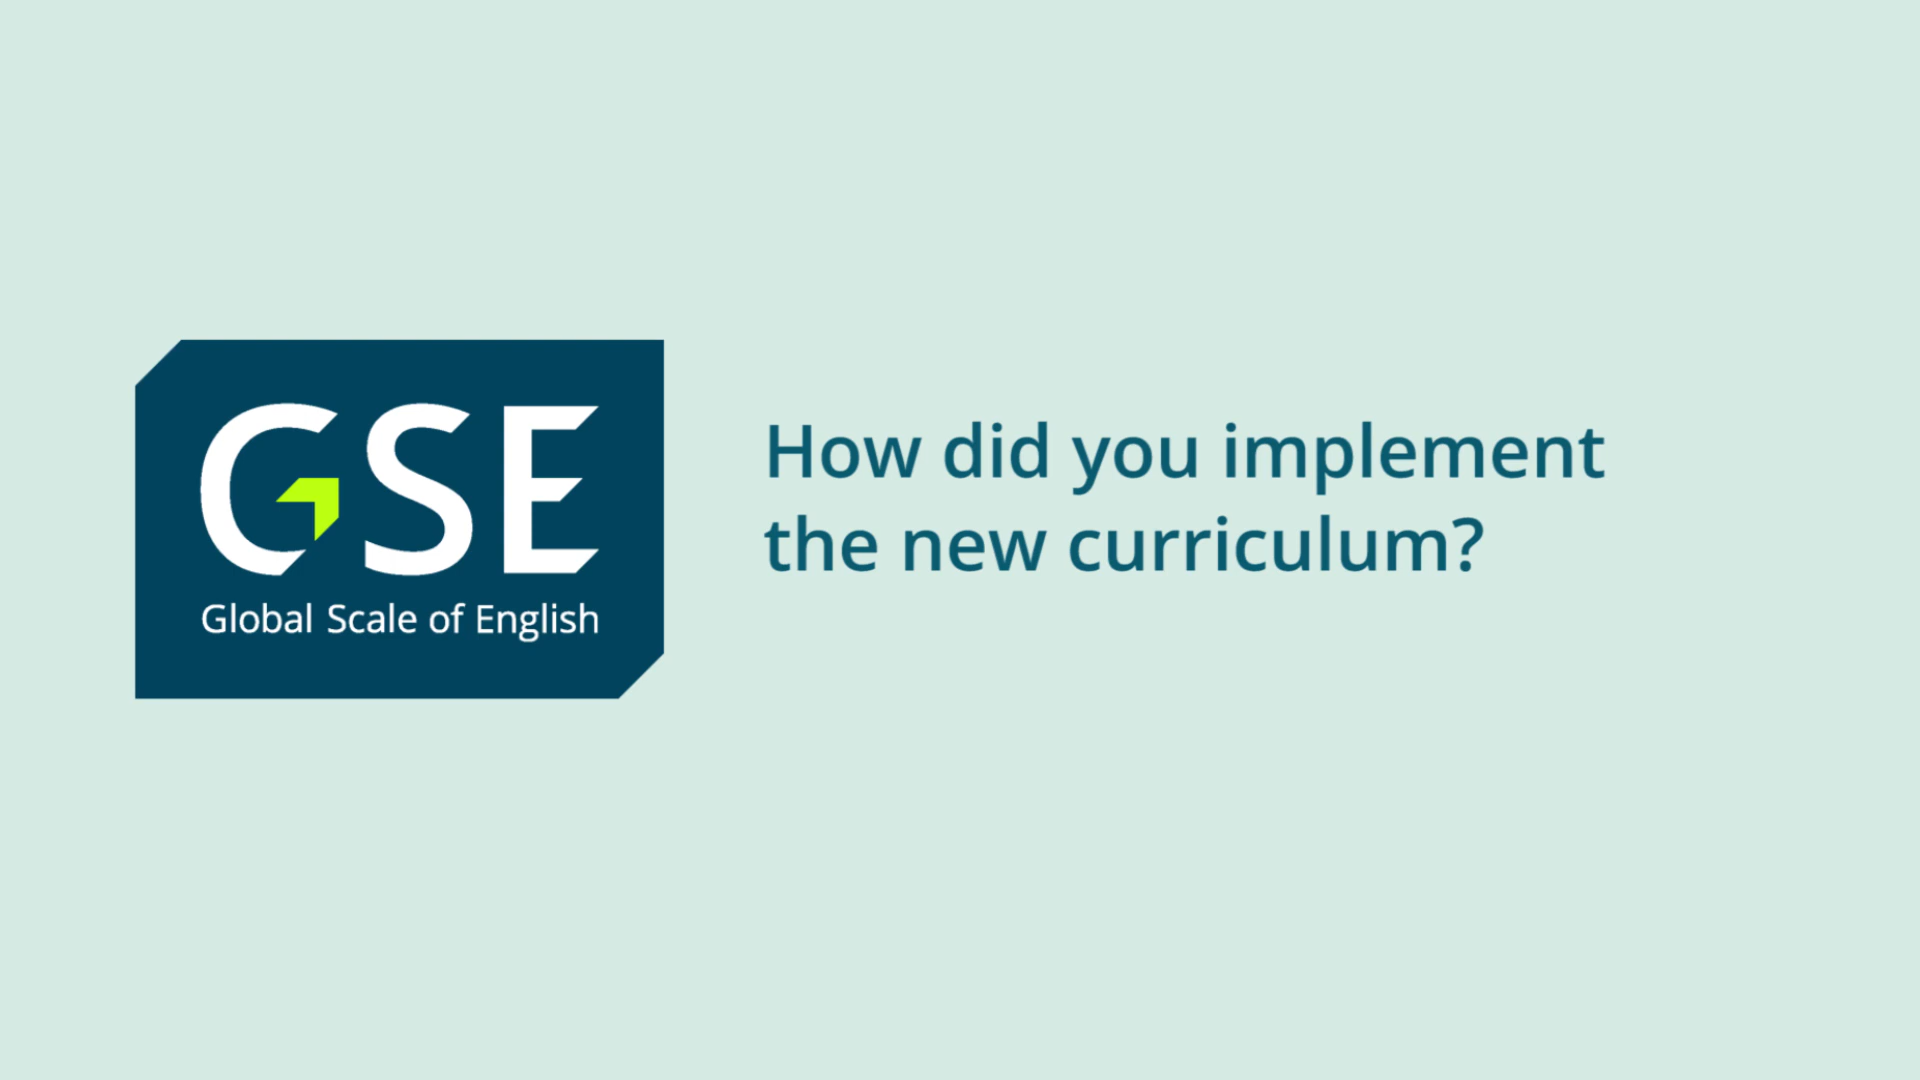 GSE
Global Scale of English
How did you implement
the new curriculum?